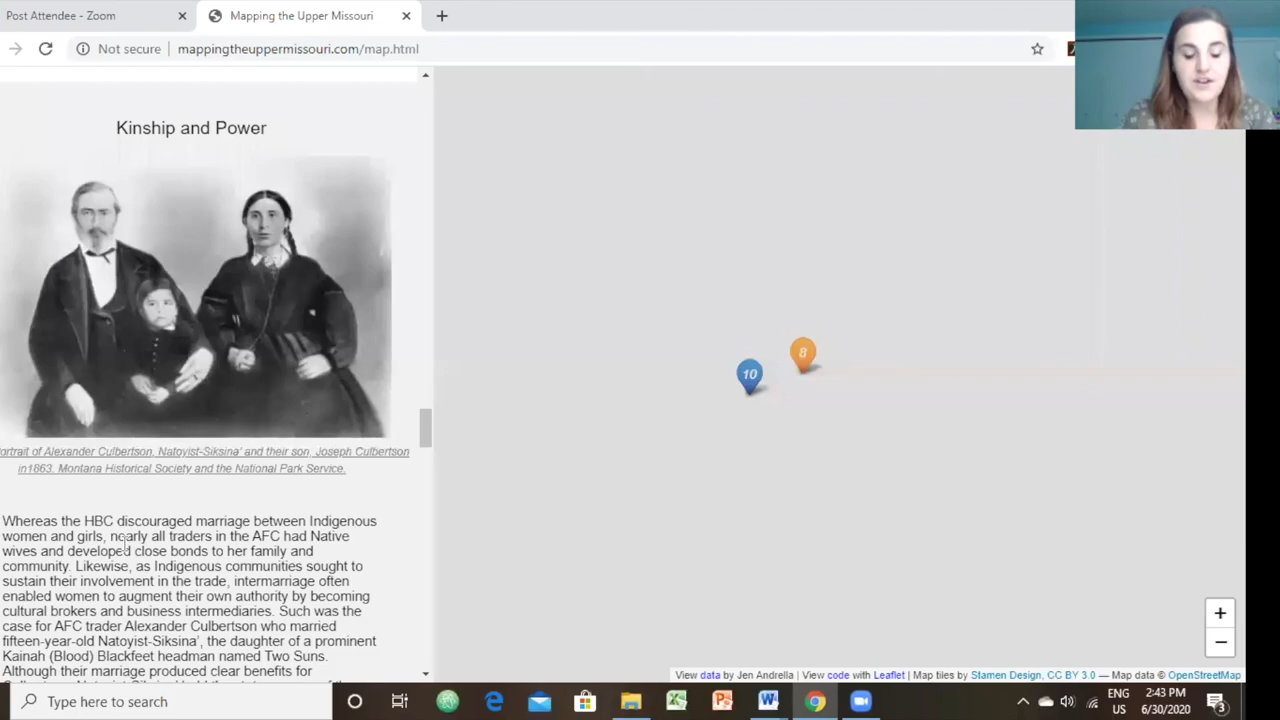 Post Attendee - Zoom
Mapping the Upper Missouri
Not secure
mappingtheuppermissouri.com/map.html
Kinship and Power
ortrait of Alexander Culbertson, Natoyist-Siksina' and their son, Joseph Culbertson
in1863. Montana Historical Society and the National Park Service.
Whereas the HBC discouraged marriage between Indigenous
women and girls, nearly all traders in the AFC had Native
wives and developed close bonds to her family and
community. Likewise, as Indigenous communities sought to
sustain their involvement in the trade, intermarriage often
enabled women to augment their own authority by becoming
cultural brokers and business intermediaries. Such was the
case for AFC trader Alexander Culbertson who married
fifteen-year-old Natoyist-Siksina', the daughter of a prominent
Kainah (Blood) Blackfeet headman named Two Suns.
Although their marriage produced clear benefits for
10
8
+
−
View data by Jen Andrella | View code with Leaflet | Map tiles by Stamen Design, CC BY 3.0 — Map data © OpenStreetMap
Type here to search
ENG
US
2:43 PM
6/30/2020
3